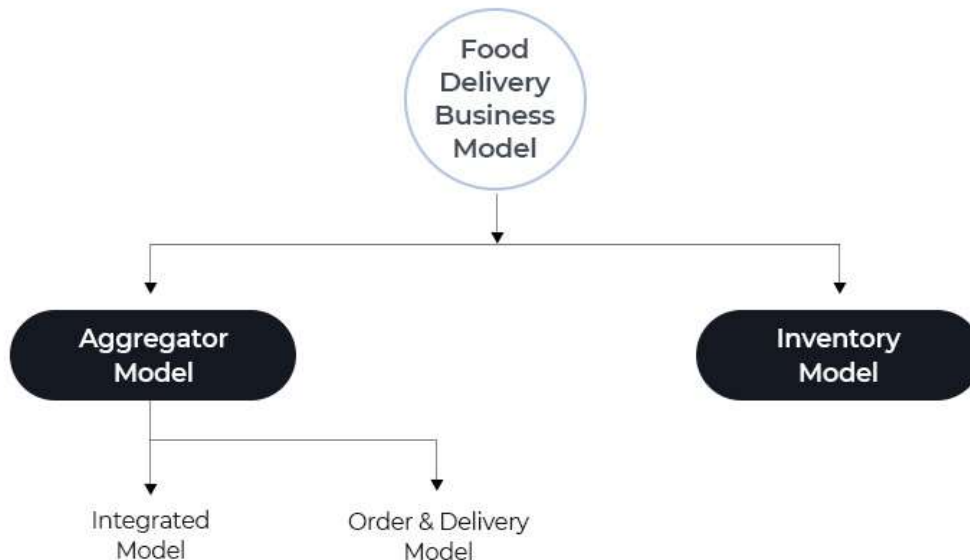 Food
Delivery
Business
Model
Aggregator
Model
Inventory
Model
Integrated
Model
Order & Delivery
Model